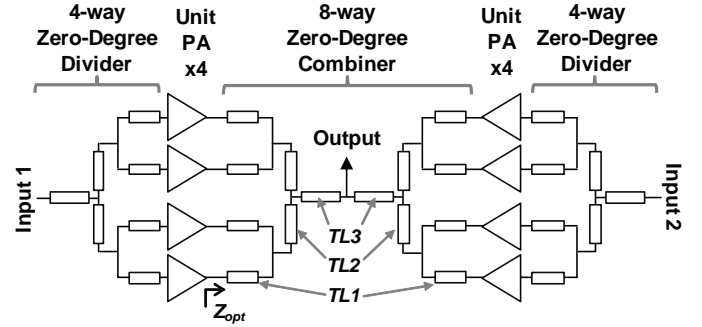 4-way
Zero-Degree
Divider
Unit
PA
x4
8-way
Zero-Degree
Combiner
Unit
PA
x4
4-way
Zero-Degree
Divider
Output
Input 1
Input 2
TL3
TL2
TL1
Zopt